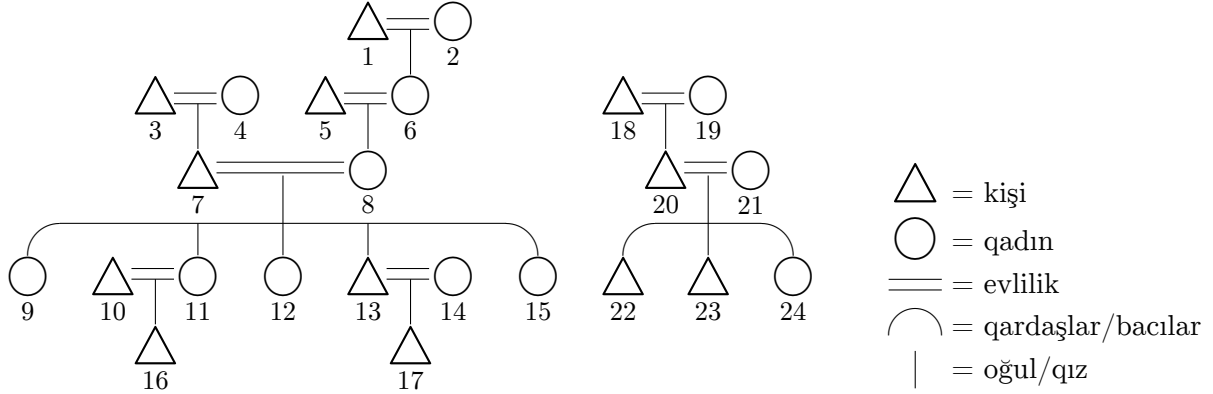 1 2
3 4 5 6 18 19
7 8 20 21
9 10 11 12 13 14 15 22 23 24
16 17
= kişi
= qadın
= evlilik
= qardaşlar/bacılar
= oğul/qız